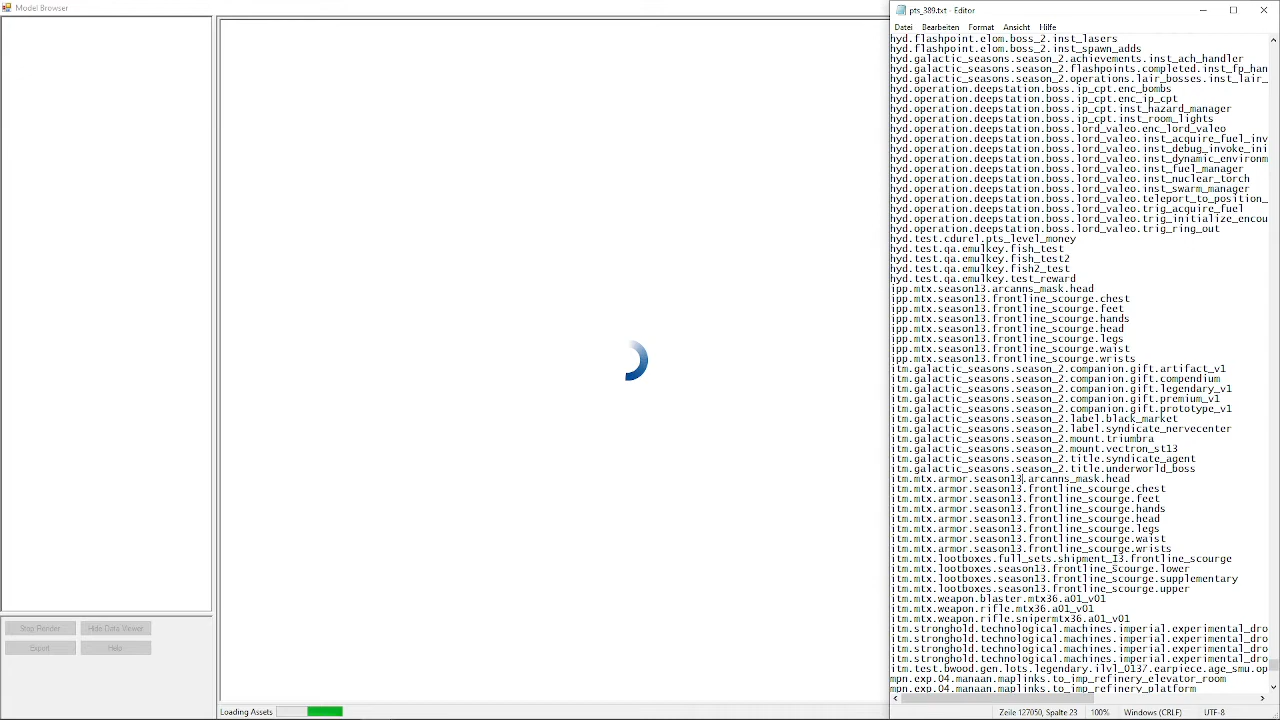 Model Browser
pts_389.txt - Editor
Datei Bearbeiten Format Ansicht Hilfe
hyd.flashpoint.elom.boss_2.inst_lasers
hyd.flashpoint.elom.boss_2.inst_spawn_adds
hyd.galactic_seasons.season_2.achievements.inst_ach_handler
hyd.galactic_seasons.season_2.flashpoints.completed.inst_fp_han
hyd.galactic_seasons.season_2.operations.lair_bosses.inst_lair_
hyd.operation.deepstation.boss.ip_cpt.enc_bombs
hyd.operation.deepstation.boss.ip_cpt.enc_ip_cpt
hyd.operation.deepstation.boss.ip_cpt.inst_hazard_manager
hyd.operation.deepstation.boss.ip_cpt.inst_room_lights
hyd.operation.deepstation.boss.lord_valeo.enc_lord_valeo
hyd.operation.deepstation.boss.lord_valeo.inst_acquire_fuel_inv
hyd.operation.deepstation.boss.lord_valeo.inst_debug_invoke_ini
hyd.operation.deepstation.boss.lord_valeo.inst_dynamic_environm
hyd.operation.deepstation.boss.lord_valeo.inst_fuel_manager
hyd.operation.deepstation.boss.lord_valeo.inst_nuclear_torch
hyd.operation.deepstation.boss.lord_valeo.inst_swarm_manager
hyd.operation.deepstation.boss.lord_valeo.teleport_to_position_
hyd.operation.deepstation.boss.lord_valeo.trig_acquire_fuel
hyd.operation.deepstation.boss.lord_valeo.trig_initialize_encou
hyd.operation.deepstation.boss.lord_valeo.trig_ring_out
hyd.test.cdurel.pts_level_money
hyd.test.qa.emulkey.fish_test
hyd.test.qa.emulkey.fish_test2
hyd.test.qa.emulkey.fish2_test
hyd.test.qa.emulkey.test_reward
ipp.mtx.season13.arcanns_mask.head
ipp.mtx.season13.frontline_scourge.chest
ipp.mtx.season13.frontline_scourge.feet
ipp.mtx.season13.frontline_scourge.hands
ipp.mtx.season13.frontline_scourge.head
ipp.mtx.season13.frontline_scourge.legs
ipp.mtx.season13.frontline_scourge.waist
ipp.mtx.season13.frontline_scourge.wrists
itm.galactic_seasons.season_2.companion.gift.artifact_v1
itm.galactic_seasons.season_2.companion.gift.compendium
itm.galactic_seasons.season_2.companion.gift.legendary_v1
itm.galactic_seasons.season_2.companion.gift.premium_v1
itm.galactic_seasons.season_2.companion.gift.prototype_v1
itm.galactic_seasons.season_2.label.black_market
itm.galactic_seasons.season_2.label.syndicate_nervecenter
itm.galactic_seasons.season_2.mount.triumbra
itm.galactic_seasons.season_2.mount.vectron_st13
itm.galactic_seasons.season_2.title.syndicate_agent
itm.galactic_seasons.season_2.title.underworld_boss
itm.mtx.armor.season13.arcanns_mask.head
itm.mtx.armor.season13.frontline_scourge.chest
itm.mtx.armor.season13.frontline_scourge.feet
itm.mtx.armor.season13.frontline_scourge.hands
itm.mtx.armor.season13.frontline_scourge.head
itm.mtx.armor.season13.frontline_scourge.legs
itm.mtx.armor.season13.frontline_scourge.waist
itm.mtx.armor.season13.frontline_scourge.wrists
itm.mtx.lootboxes.full_sets.shipment_13.frontline_scourge
itm.mtx.lootboxes.season13.frontline_scourge.lower
itm.mtx.lootboxes.season13.frontline_scourge.supplementary
itm.mtx.lootboxes.season13.frontline_scourge.upper
itm.mtx.weapon.blaster.mtx36.a01_v01
itm.mtx.weapon.rifle.mtx36.a01_v01
itm.mtx.weapon.rifle.snipermtx36.a01_v01
itm.stronghold.technological.machines.imperial.experimental_dro
itm.stronghold.technological.machines.imperial.experimental_dro
itm.stronghold.technological.machines.imperial.experimental_dro
itm.stronghold.technological.machines.imperial.experimental_dro
itm.test.bwood.gen.lots.legendary.ilvl_0137.earpiece.age_smu.op
mpn.exp.04.manaan.maplinks.to_imp_refinery_elevator_room
mpn.exp.04.manaan.maplinks.to_imp_refinery_platform
Stop Render Hide Data Viewer
Export Help
Loading Assets
Zeile 127050, Spalte 23 100% Windows (CRLF) UTF-8